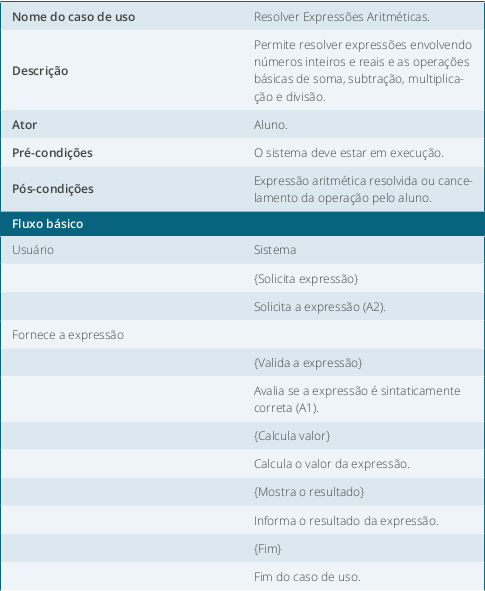 Nome do caso de uso
Resolver Expressões Aritméticas.
Descrição
Permite resolver expressões envolvendo
números inteiros e reais e as operações
básicas de soma, subtração, multiplica-
ção e divisão.
Ator
Aluno.
Pré-condições
O sistema deve estar em execução.
Pós-condições
Expressão aritmética resolvida ou cance-
lamento da operação pelo aluno.
Fluxo básico
Usuário
Sistema
{Solicita expressão}
Solicita a expressão (A2).
Fornece a expressão
{Valida a expressão}
Avalia se a expressão é sintaticamente
correta (A1).
{Calcula valor}
Calcula o valor da expressão.
{Mostra o resultado}
Informa o resultado da expressão.
{Fim}
Fim do caso de uso.